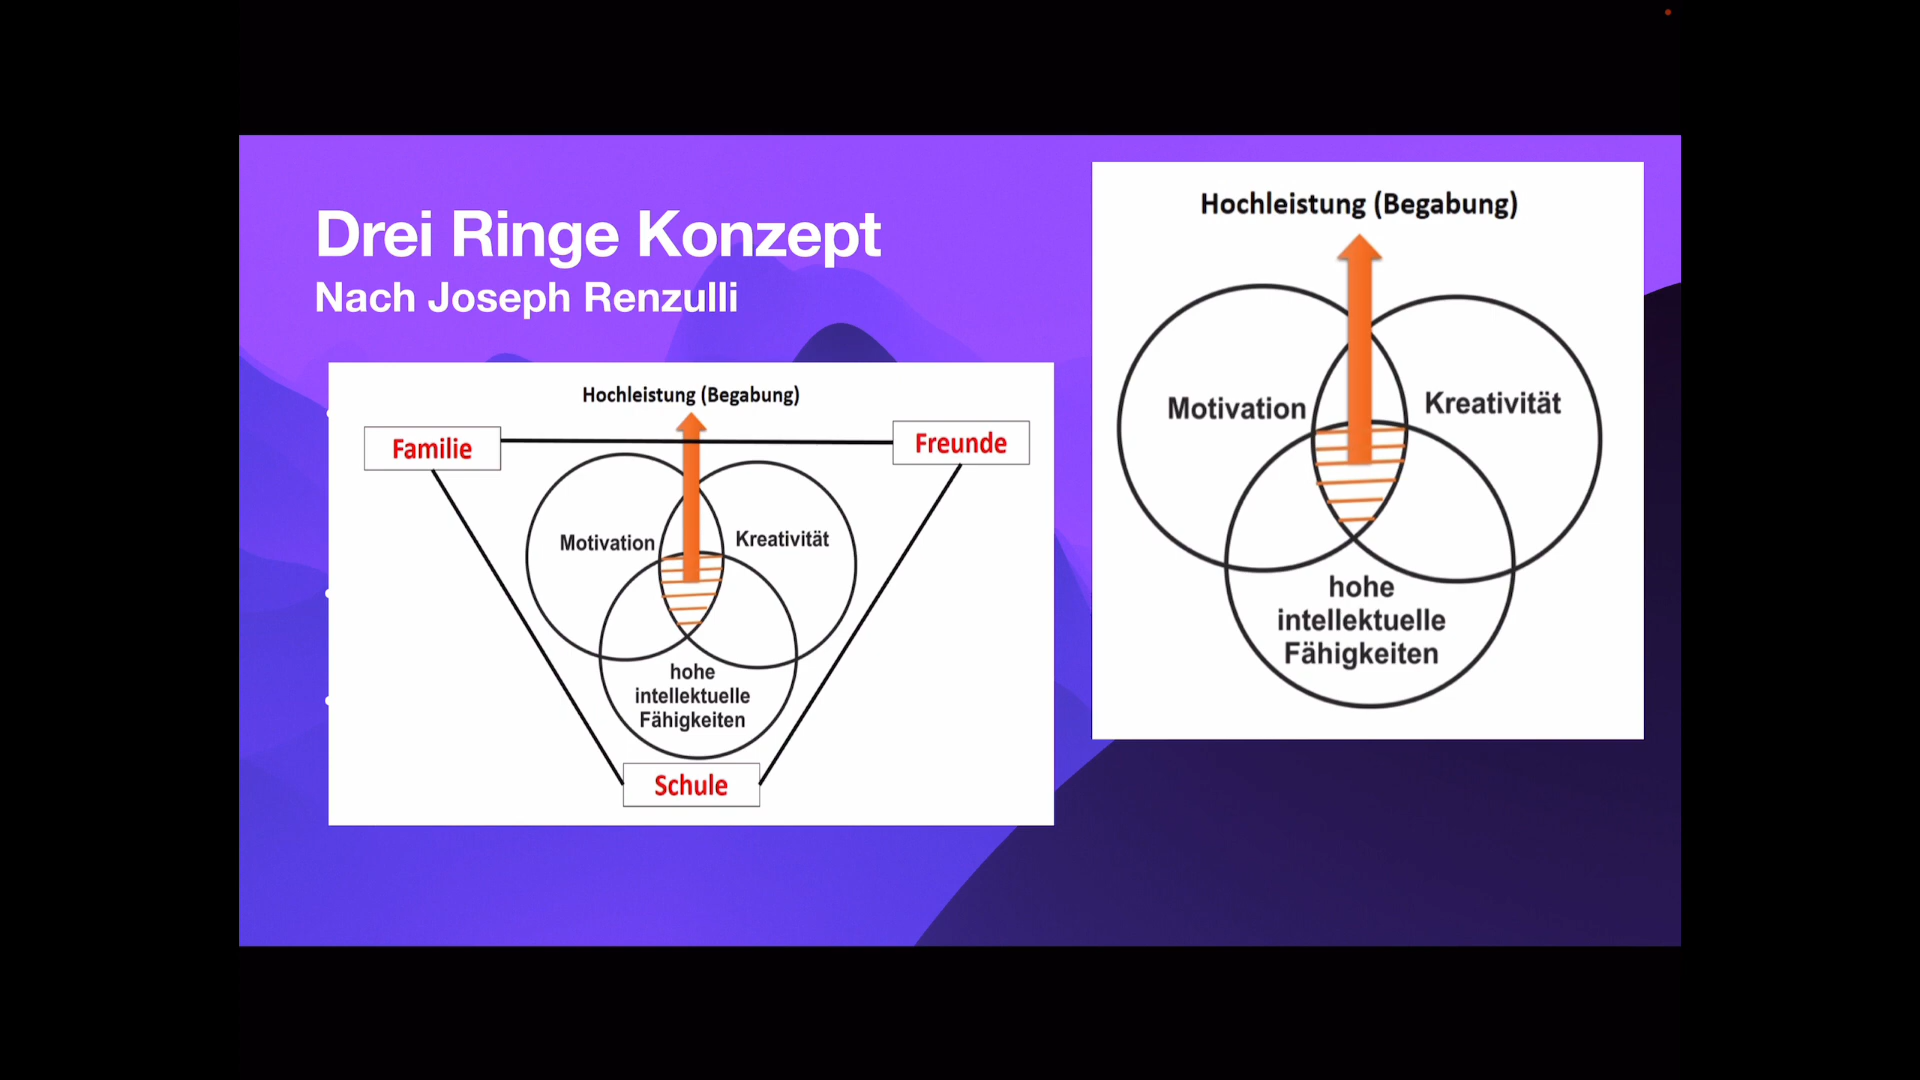 Drei Ringe Konzept
Nach Joseph Renzulli
Hochleistung (Begabung)
Familie
Freunde
Motivation
Kreativität
hohe
intellektuelle
Fähigkeiten
Schule
Hochleistung (Begabung)
Motivation
Kreativität
hohe
intellektuelle
Fähigkeiten